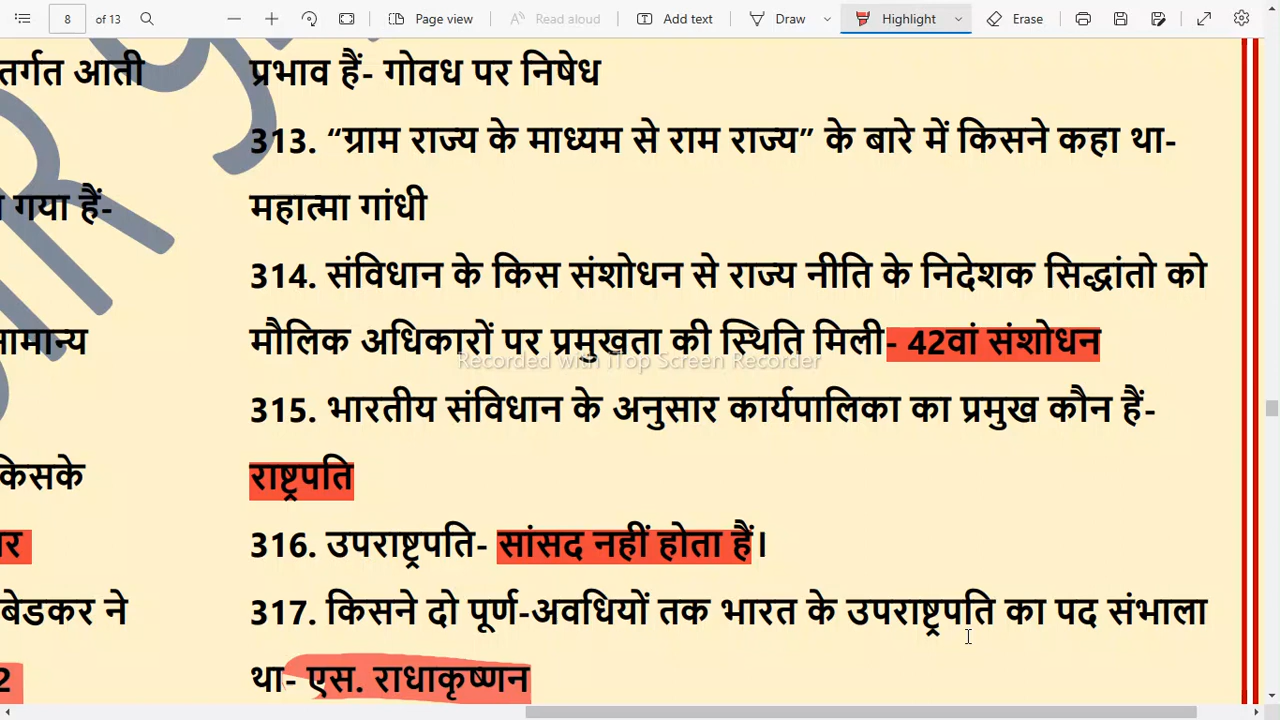 8 of 13 Page view Read aloud Add text Draw Highlight Erase
तर्गत आती
गया हैं-
सामान्य
किसके
र
बेडकर ने
2
प्रभाव हैं- गोवध पर निषेध
313. “ग्राम राज्य के माध्यम से राम राज्य” के बारे में किसने कहा था-
महात्मा गांधी
314. संविधान के किस संशोधन से राज्य नीति के निदेशक सिद्धांतो को
मौलिक अधिकारों पर प्रमुखता की स्थिति मिली- 42वां संशोधन
Recorded with iTop Screen Recorder
315. भारतीय संविधान के अनुसार कार्यपालिका का प्रमुख कौन हैं-
राष्ट्रपति
316. उपराष्ट्रपति- सांसद नहीं होता हैं।
317. किसने दो पूर्ण-अवधियों तक भारत के उपराष्ट्रपति का पद संभाला
था- एस. राधाकृष्णन